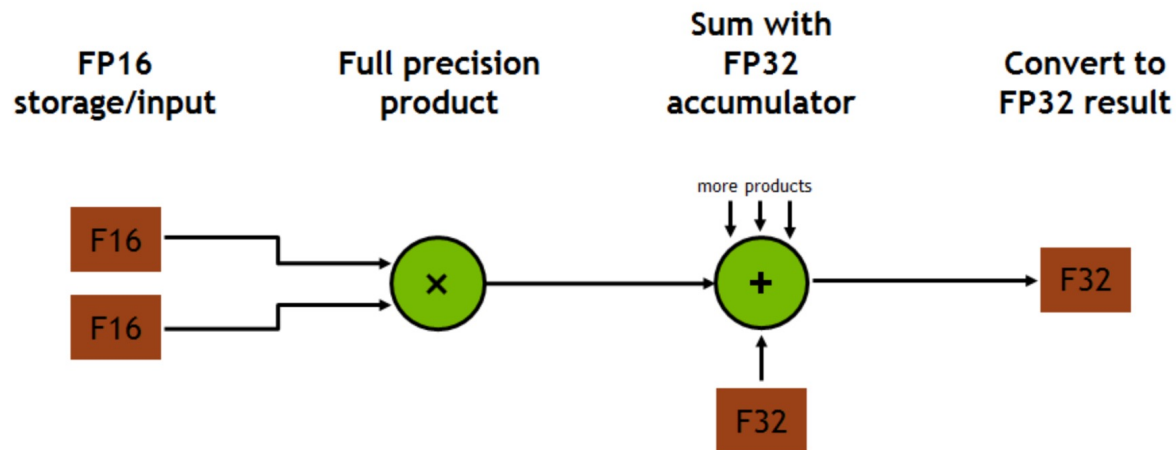 FP16
storage/input
Full precision
product
Sum with
FP32
accumulator
Convert to
FP32 result
more products
F16
F16
×
+
F32
F32